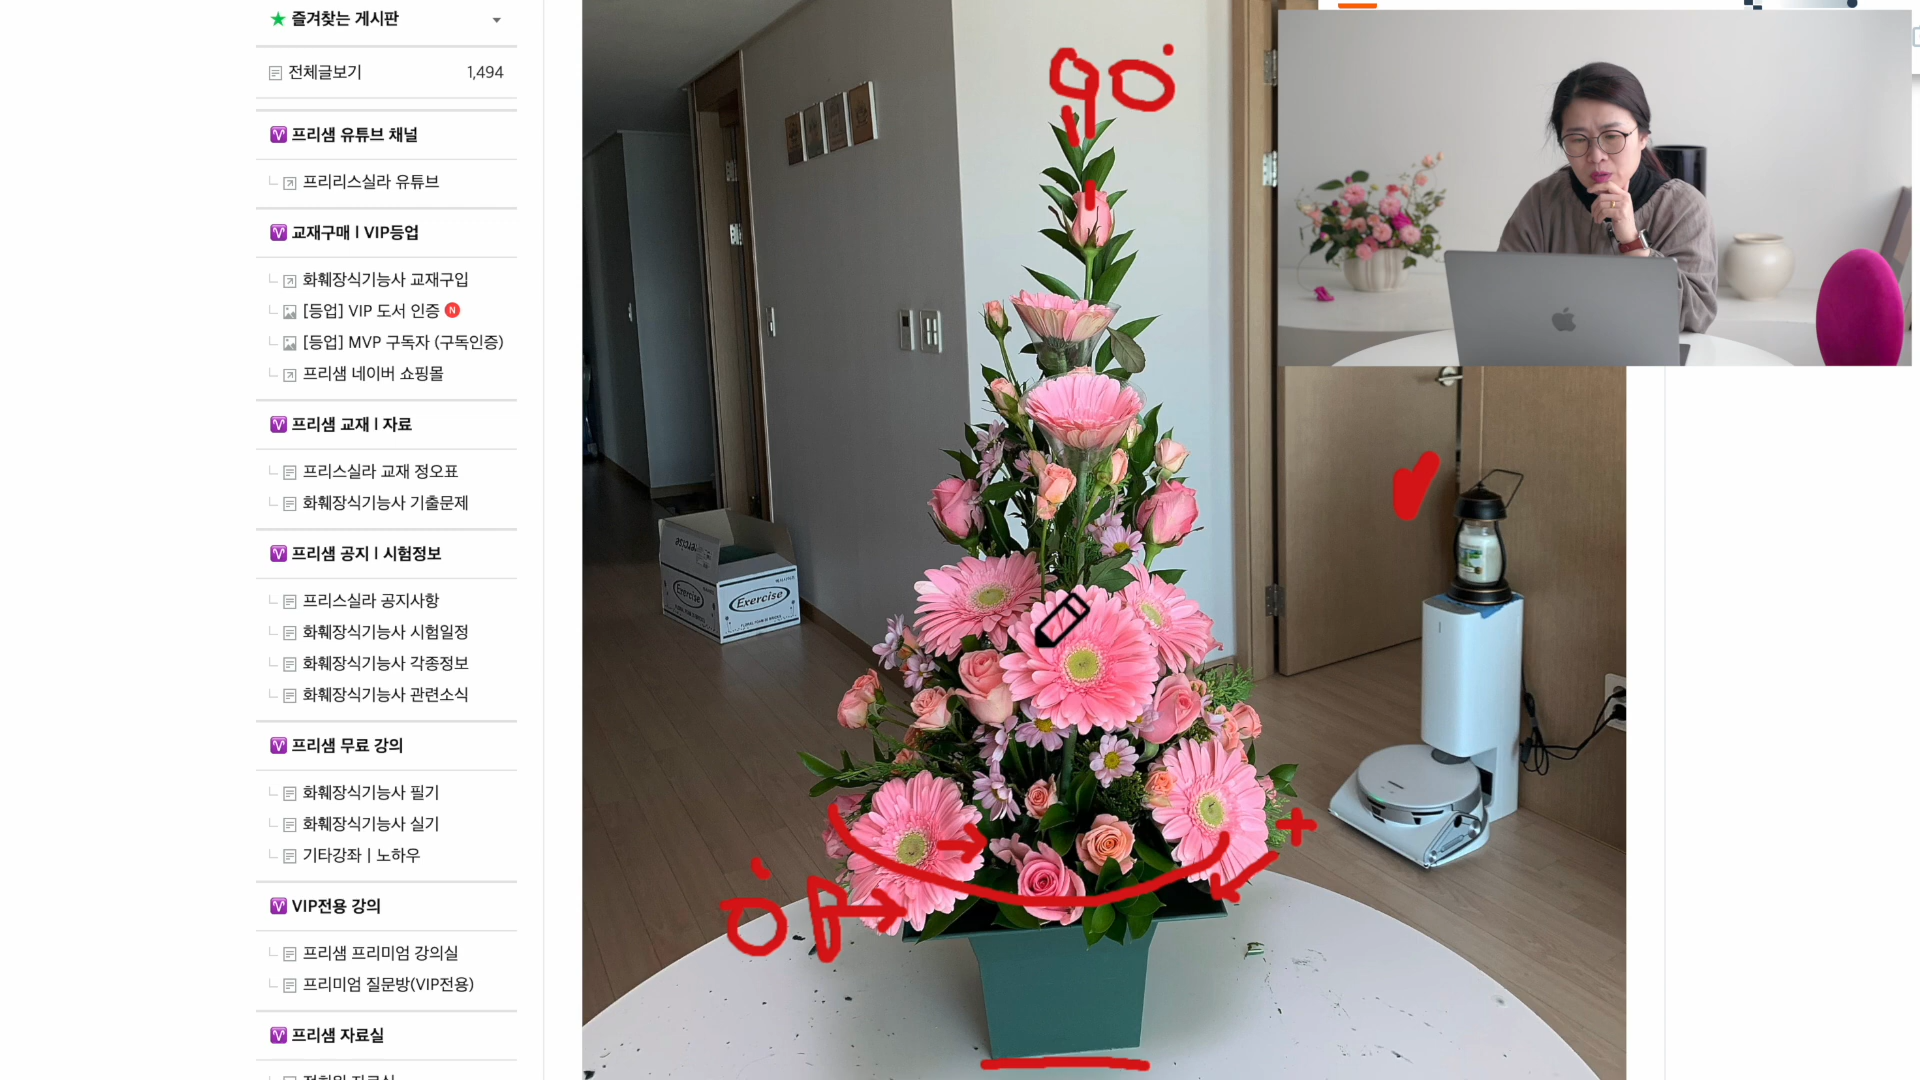 즐겨찾는 게시판
전체글보기 1,494
프리샘 유튜브 채널
프리리스실라 유튜브
교재구매 l VIP등업
화훼장식기능사 교재구입
[등업] VIP 도서 인증 N
[등업] MVP 구독자 (구독인증)
프리샘 네이버 쇼핑몰
프리샘 교재 l 자료
프리스실라 교재 정오표
화훼장식기능사 기출문제
프리샘 공지 l 시험정보
프리스실라 공지사항
화훼장식기능사 시험일정
화훼장식기능사 각종정보
화훼장식기능사 관련소식
프리샘 무료 강의
화훼장식기능사 필기
화훼장식기능사 실기
기타강좌 | 노하우
VIP전용 강의
프리샘 프리미엄 강의실
프리미엄 질문방(VIP전용)
프리샘 자료실
90°
Exercise
Exercise
+